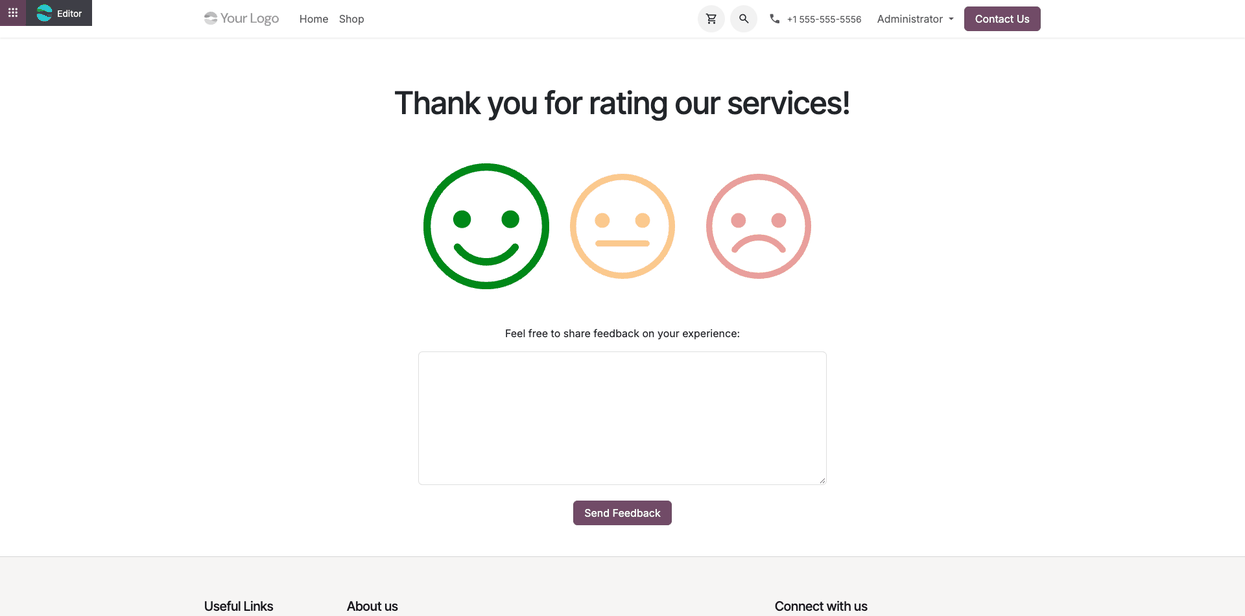 Editor
Your Logo
Home
Shop
+1 555-555-5556
Administrator
Contact Us
Thank you for rating our services!
Feel free to share feedback on your experience:
Send Feedback
Useful Links
About us
Connect with us